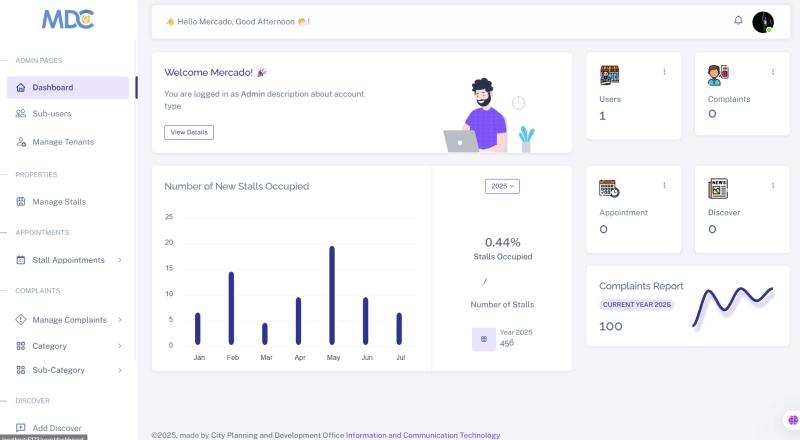 MDC
👋 Hello Mercado, Good Afternoon ⛅!
ADMIN PAGES
Dashboard
Sub-users
Manage Tenants
PROPERTIES
Manage Stalls
APPOINTMENTS
Stall Appointments
COMPLAINTS
Manage Complaints
Category
Sub-Category
DISCOVER
Add Discover
Welcome Mercado! 🎉
You are logged in as Admin description about account
type
View Details
Users
1
Complaints
0
Number of New Stalls Occupied
25
20
15
10
5
0
Jan Feb Mar Apr May Jun Jul
2025
0.44%
Stalls Occupied
/
Number of Stalls
Year 2025
456
Appointment
0
NEWS
Discover
0
Complaints Report
CURRENT YEAR 2025
100
©2025, made by City Planning and Development Office Information and Communication Technology